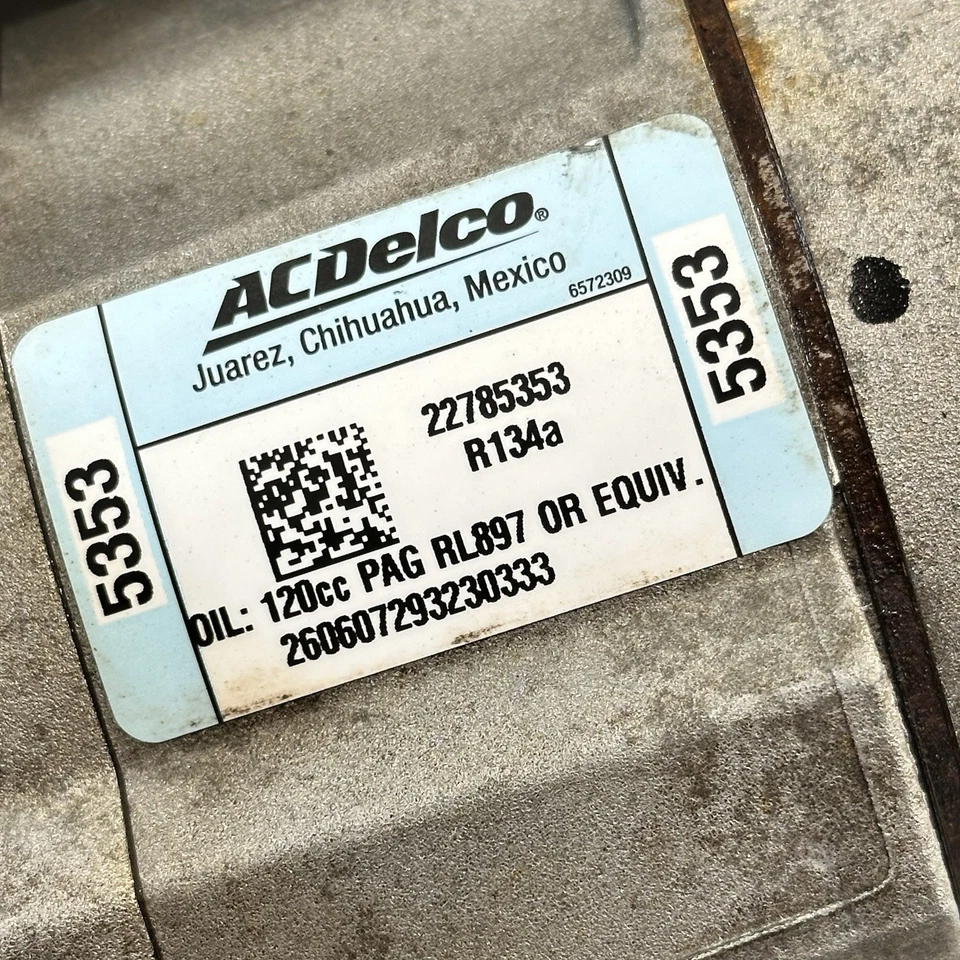 ACDelco®
Juarez, Chihuahua, Mexico
6572309
5353
22785353
R134a
OIL: 120cc PAG RL897 OR EQUIV.
260607293230333
5353